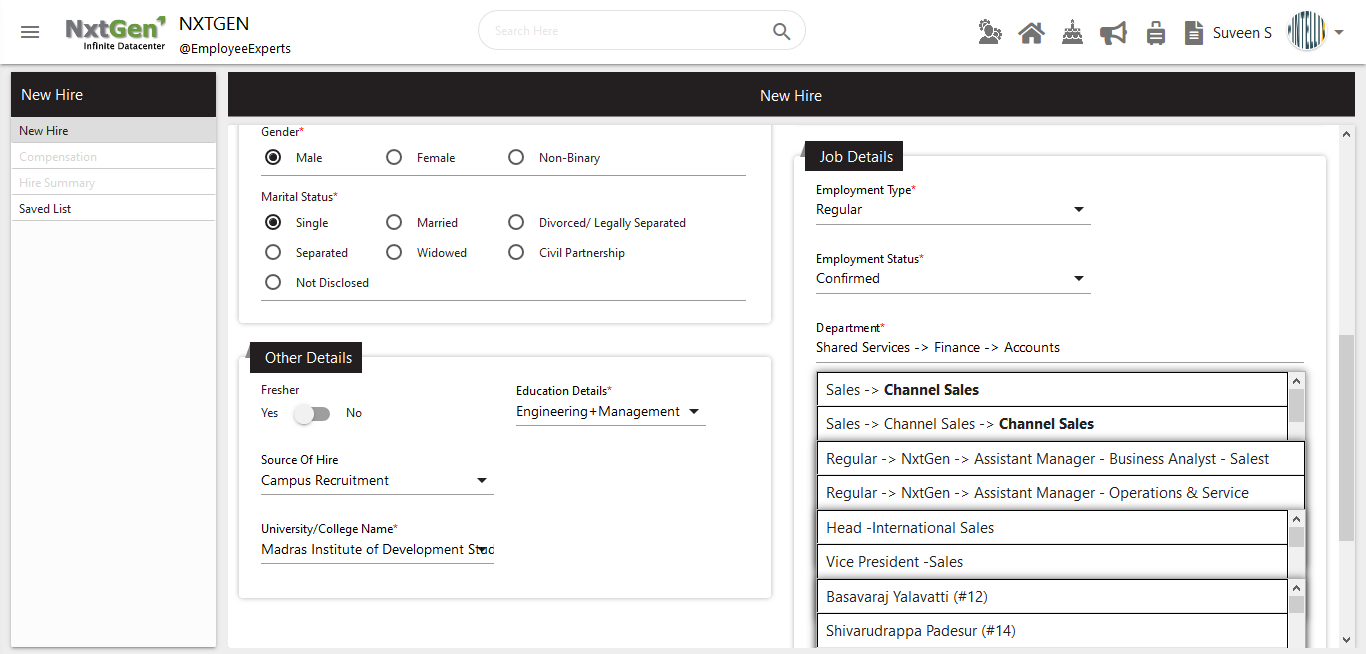 NxtGen
Infinite Datacenter
NXTGEN
@EmployeeExperts
Search Here
Suveen S
New Hire
New Hire
Compensation
Hire Summary
Saved List
New Hire
Gender*
Male
Female
Non-Binary
Marital Status*
Single
Married
Divorced/ Legally Separated
Separated
Widowed
Civil Partnership
Not Disclosed
Other Details
Fresher
Yes
No
Education Details*
Engineering+Management
Source Of Hire
Campus Recruitment
University/College Name*
Madras Institute of Development Stud
Job Details
Employment Type*
Regular
Employment Status*
Confirmed
Department*
Shared Services -> Finance -> Accounts
Sales -> Channel Sales
Sales -> Channel Sales -> Channel Sales
Regular -> NxtGen -> Assistant Manager - Business Analyst - Salest
Regular -> NxtGen -> Assistant Manager - Operations & Service
Head -International Sales
Vice President -Sales
Basavaraj Yalavatti (#12)
Shivarudrappa Padesur (#14)